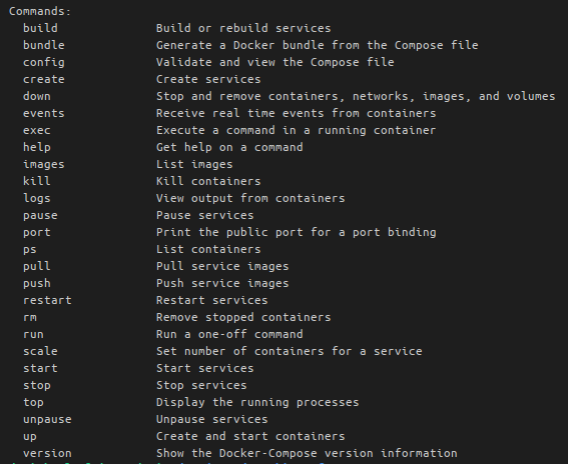 Commands:
build Build or rebuild services
bundle Generate a Docker bundle from the Compose file
config Validate and view the Compose file
create Create services
down Stop and remove containers, networks, images, and volumes
events Receive real time events from containers
exec Execute a command in a running container
help Get help on a command
images List images
kill Kill containers
logs View output from containers
pause Pause services
port Print the public port for a port binding
ps List containers
pull Pull service images
push Push service images
restart Restart services
rm Remove stopped containers
run Run a one-off command
scale Set number of containers for a service
start Start services
stop Stop services
top Display the running processes
unpause Unpause services
up Create and start containers
version Show the Docker-Compose version information